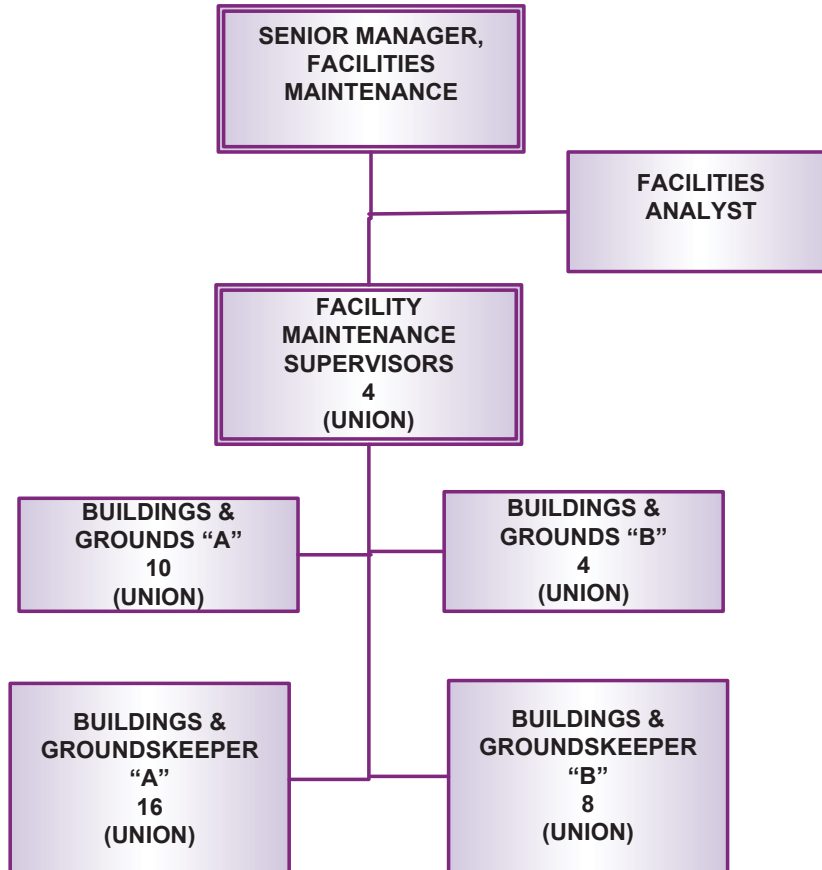 SENIOR MANAGER,
FACILITIES
MAINTENANCE
FACILITIES
ANALYST
FACILITY
MAINTENANCE
SUPERVISORS
4
(UNION)
BUILDINGS &
GROUNDS “A”
10
(UNION)
BUILDINGS &
GROUNDS “B”
4
(UNION)
BUILDINGS &
GROUNDSKEEPER
“A”
16
(UNION)
BUILDINGS &
GROUNDSKEEPER
“B”
8
(UNION)